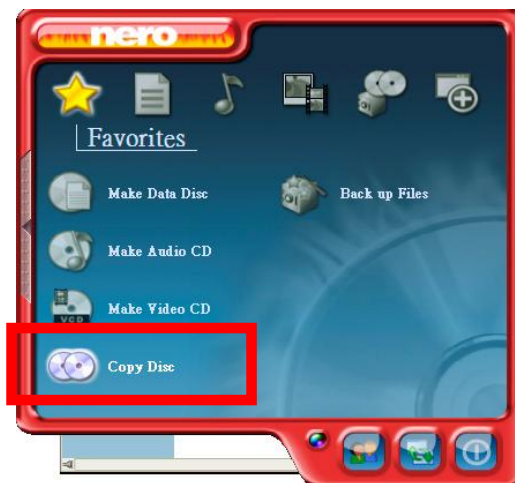 nero
Favorites
Make Data Disc
Back up Files
Make Audio CD
Make Video CD
VCD
Copy Disc